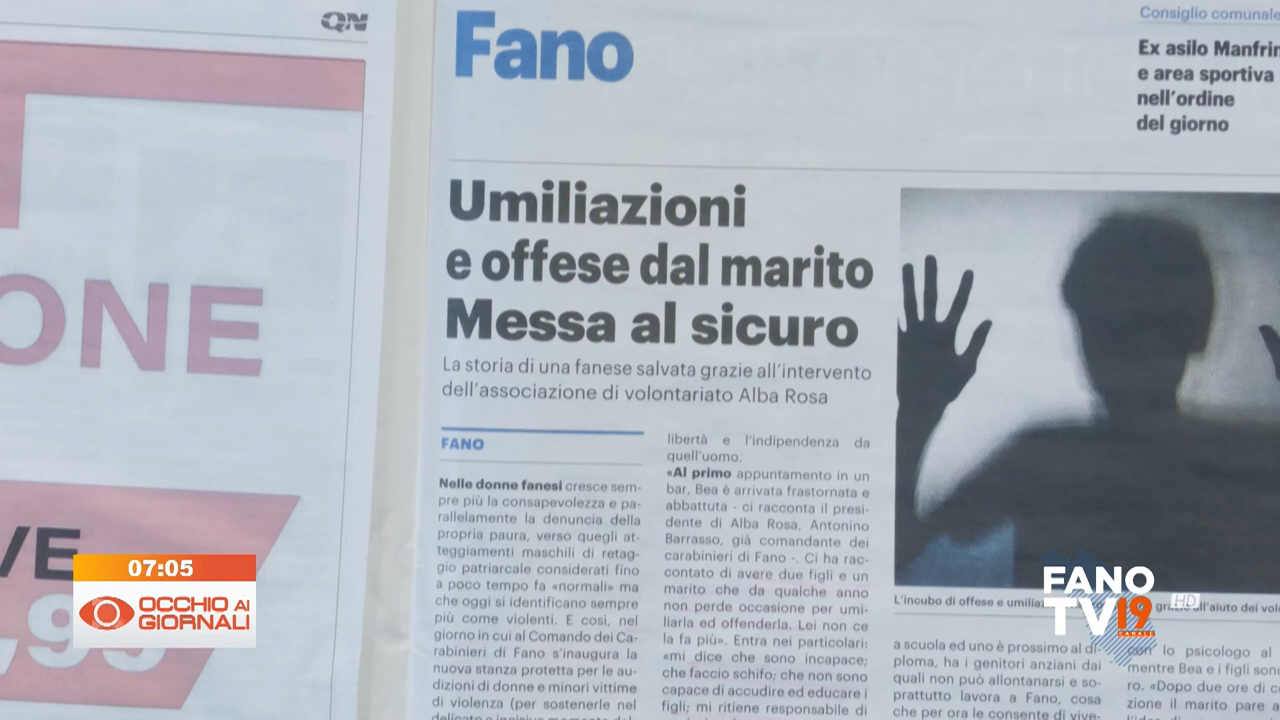 QN
Fano
Consiglio comunale
Ex asilo
e area sportiva
nell'ordine
del giorno
Umiliazioni
e offese dal marito
Messa al sicuro
La storia di una fanese salvata grazie all'intervento
dell'associazione di volontariato Alba Rosa
FANO
Nelle donne fanesi cresce sem-
pre più la consapevolezza e pa-
rallelamente la denuncia della
propria paura, verso quegli at-
teggiamenti maschili di retag-
gio patriarcale considerati fino
a poco tempo fa «normali» ma
che oggi si identificano sempre
più come violenti. E così, nel
giorno in cui al Comando dei Ca-
rabinieri di Fano s'inaugura la
nuova stanza protetta per le au-
dizioni di donne e minori vittime
di violenza (per sostenerle nel
libertà e l'indipendenza da
quell'uomo.
«Al primo appuntamento in un
bar, Bea è arrivata frastornata e
abbattuta - ci racconta il presi-
dente di Alba Rosa, Antonino
Barrasso, già comandante dei
carabinieri di Fano -. Ci ha rac-
contato di avere due figli e un
marito che da qualche anno
non perde occasione per umi-
liarla ed offenderla. Lei non ce
la fa più». Entra nei particolari:
«mi dice che sono incapace;
che faccio schifo; che non sono
capace di accudire ed educare i
figli; mi ritiene responsabile di
L'incubo di offese e
all'aiuto dei
a scuola ed uno è prossimo al di-
ploma, ha i genitori anziani dai
quali non può allontanarsi e so-
prattutto lavora a Fano, cosa
che per ora le consente di vive-
lo psicologo al
mentre Bea e i figli
ro. «Dopo due ore di
zione il marito pare
ONE
VE
,99
07:05
OCCHIO AI
GIORNALI
FANO
TV19
CANALE
HD